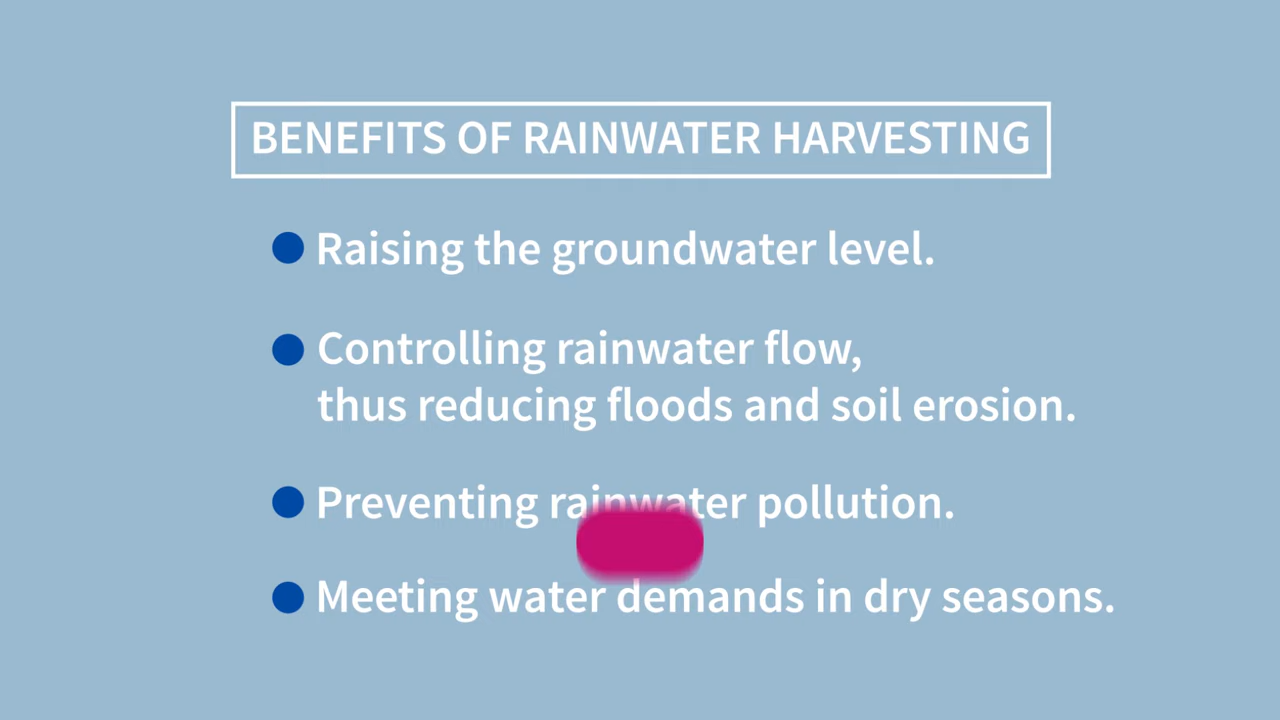 BENEFITS OF RAINWATER HARVESTING
Raising the groundwater level.
Controlling rainwater flow,
thus reducing floods and soil erosion.
Preventing rainwater pollution.
Meeting water demands in dry seasons.